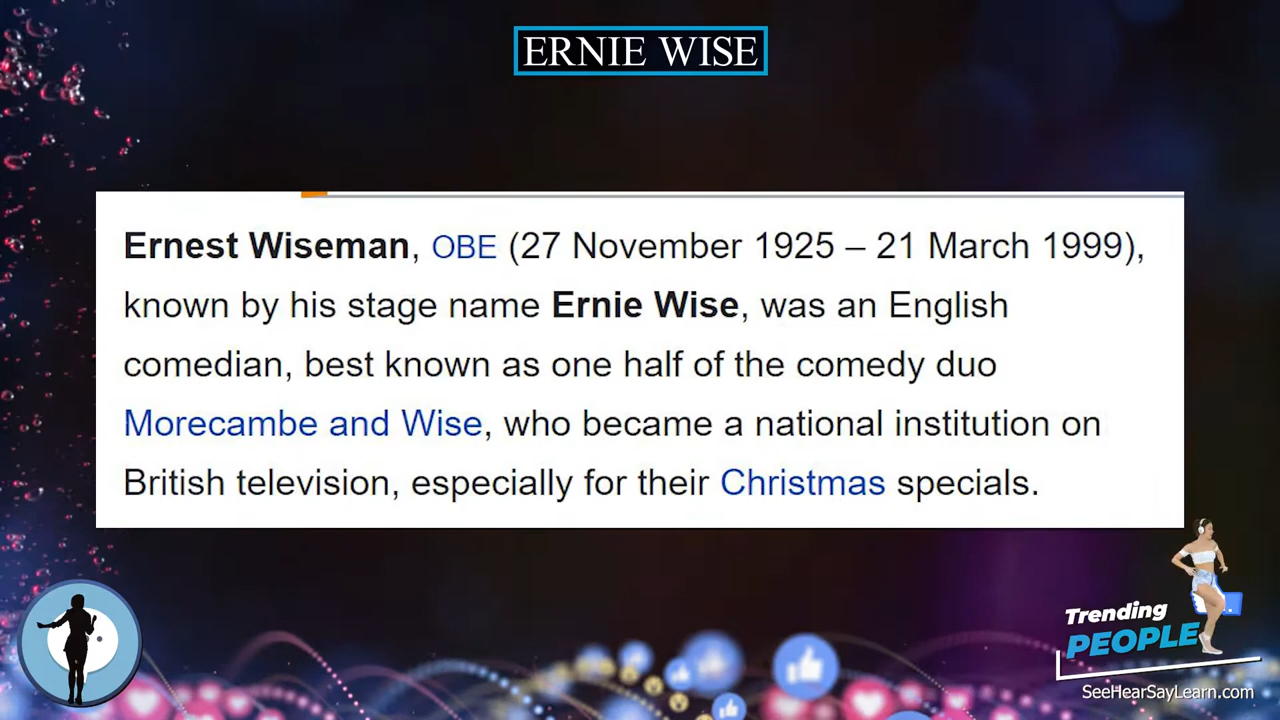 ERNIE WISE
Ernest Wiseman, OBE (27 November 1925 – 21 March 1999),
known by his stage name Ernie Wise, was an English
comedian, best known as one half of the comedy duo
Morecambe and Wise, who became a national institution on
British television, especially for their Christmas specials.
Trending
PEOPLE
SeeHearSayLearn.com